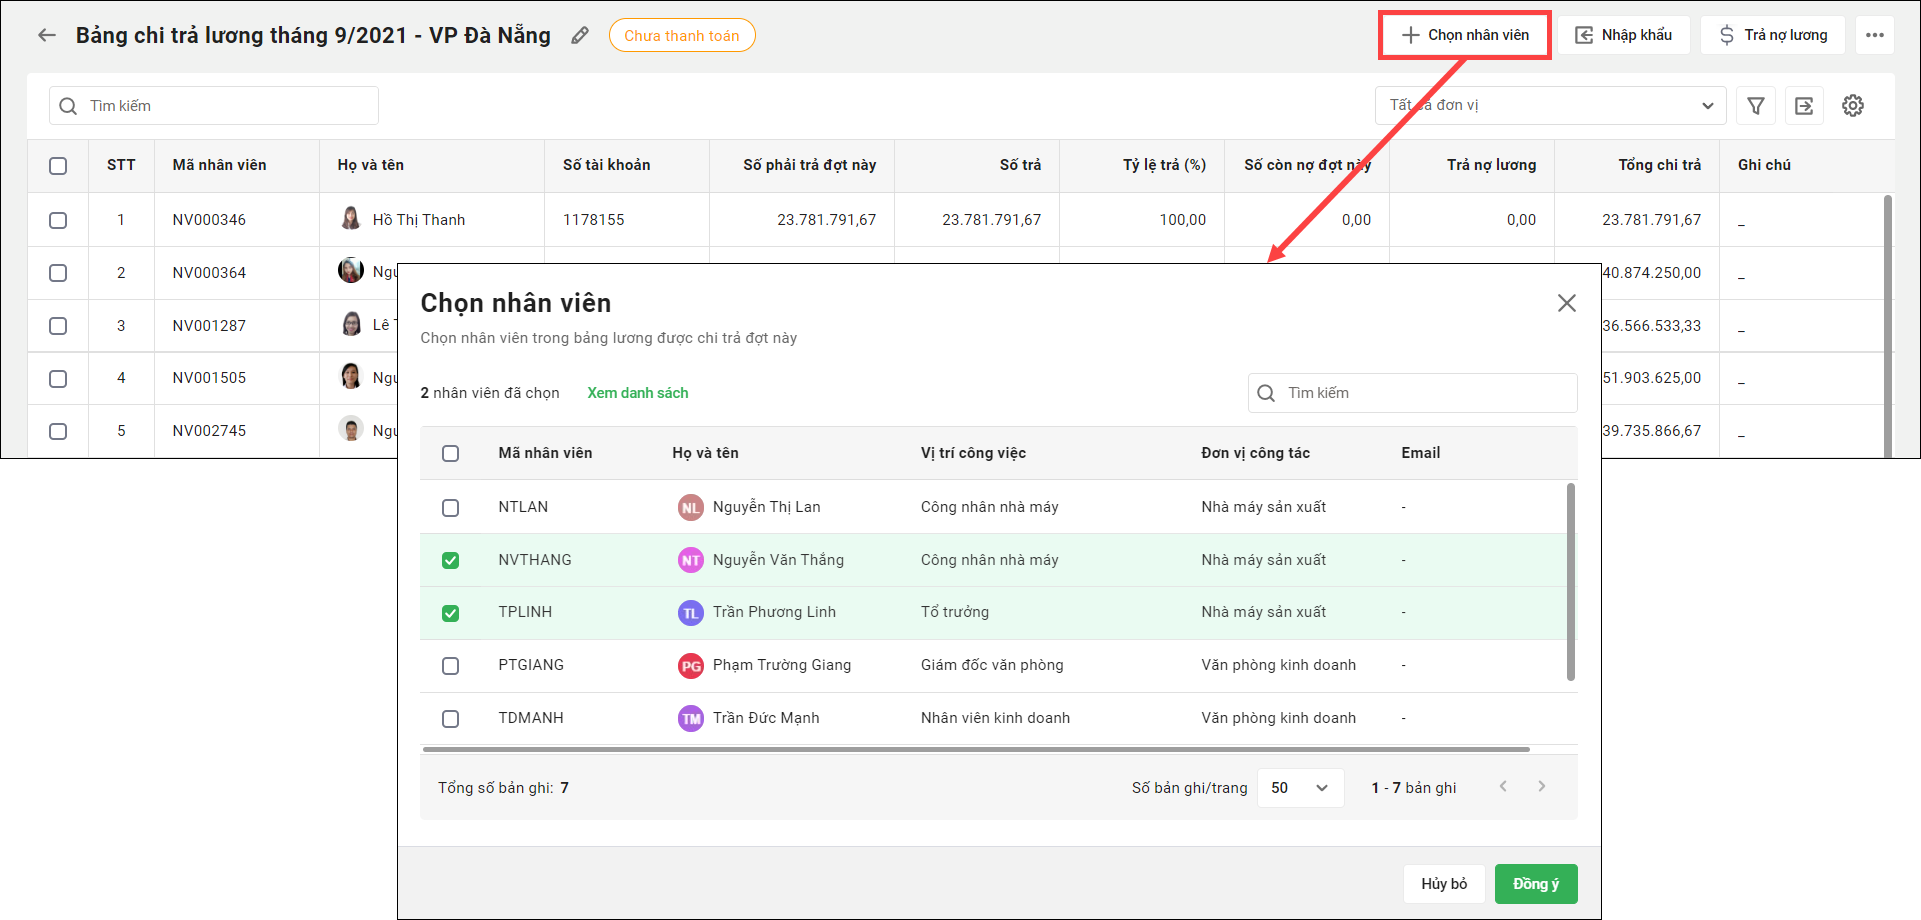 Bảng chi trả lương tháng 9/2021 - VP Đà Nẵng Chưa thanh toán Chọn nhân viên Nhập khẩu Trả nợ lương
Tìm kiếm Tất cả đơn vị
STT Mã nhân viên Họ và tên Số tài khoản Số phải trả đợt này Số trả Tỷ lệ trả (%) Số còn nợ đợt này Trả nợ lương Tổng chi trả Ghi chú
1 NV000346 Hồ Thị Thanh 1178155 23.781.791,67 23.781.791,67 100,00 0,00 0,00 23.781.791,67 _
2 NV000364 40.874.250,00 _
3 NV001287 Lê 36.566.533,33 _
4 NV001505 51.903.625,00 _
5 NV002745 39.735.866,67 _
Chọn nhân viên
Chọn nhân viên trong bảng lương được chi trả đợt này
2 nhân viên đã chọn Xem danh sách Tìm kiếm
Mã nhân viên Họ và tên Vị trí công việc Đơn vị công tác Email
NTLAN NL Nguyễn Thị Lan Công nhân nhà máy Nhà máy sản xuất -
NVTHANG NT Nguyễn Văn Thắng Công nhân nhà máy Nhà máy sản xuất -
TPLINH TL Trần Phương Linh Tổ trưởng Nhà máy sản xuất -
PTGIANG PG Phạm Trường Giang Giám đốc văn phòng Văn phòng kinh doanh -
TDMANH TM Trần Đức Mạnh Nhân viên kinh doanh Văn phòng kinh doanh -
Tổng số bản ghi: 7 Số bản ghi/trang 50 1 - 7 bản ghi
Hủy bỏ Đồng ý